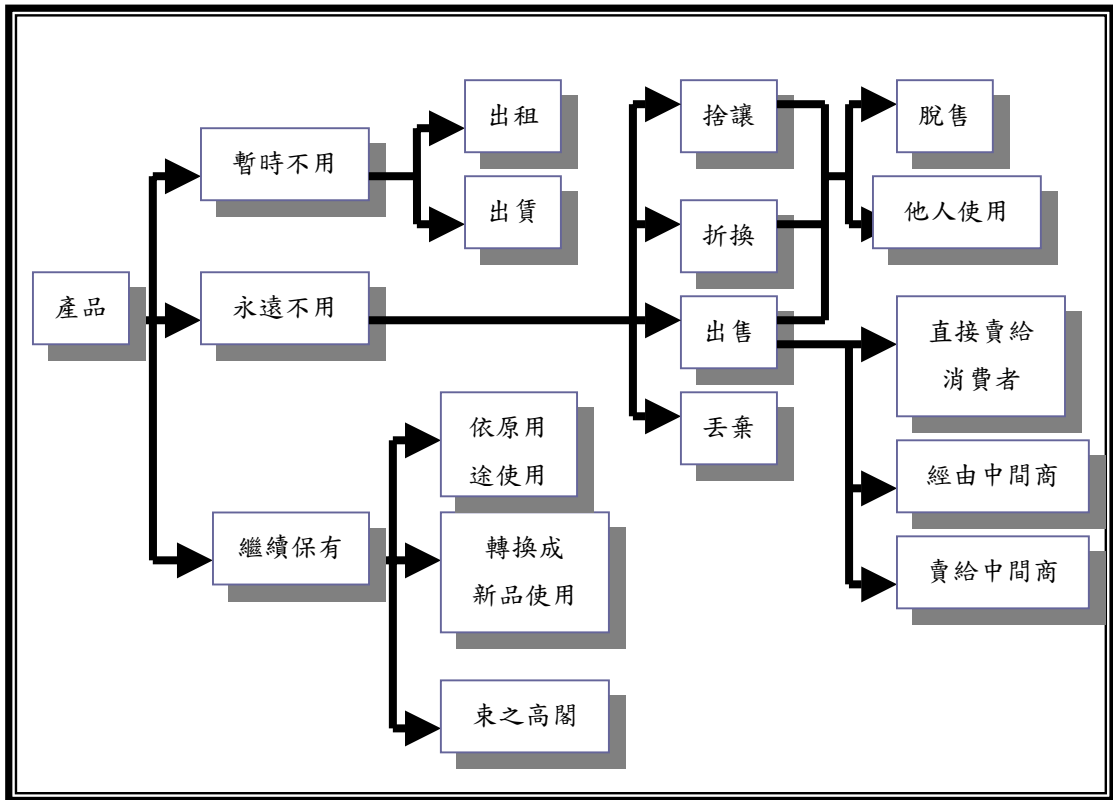 產品
暫時不用
永遠不用
繼續保有
出租
出賃
依原用
途使用
轉換成
新品使用
束之高閣
捨讓
折換
出售
丟棄
脫售
他人使用
直接賣給
消費者
經由中間商
賣給中間商